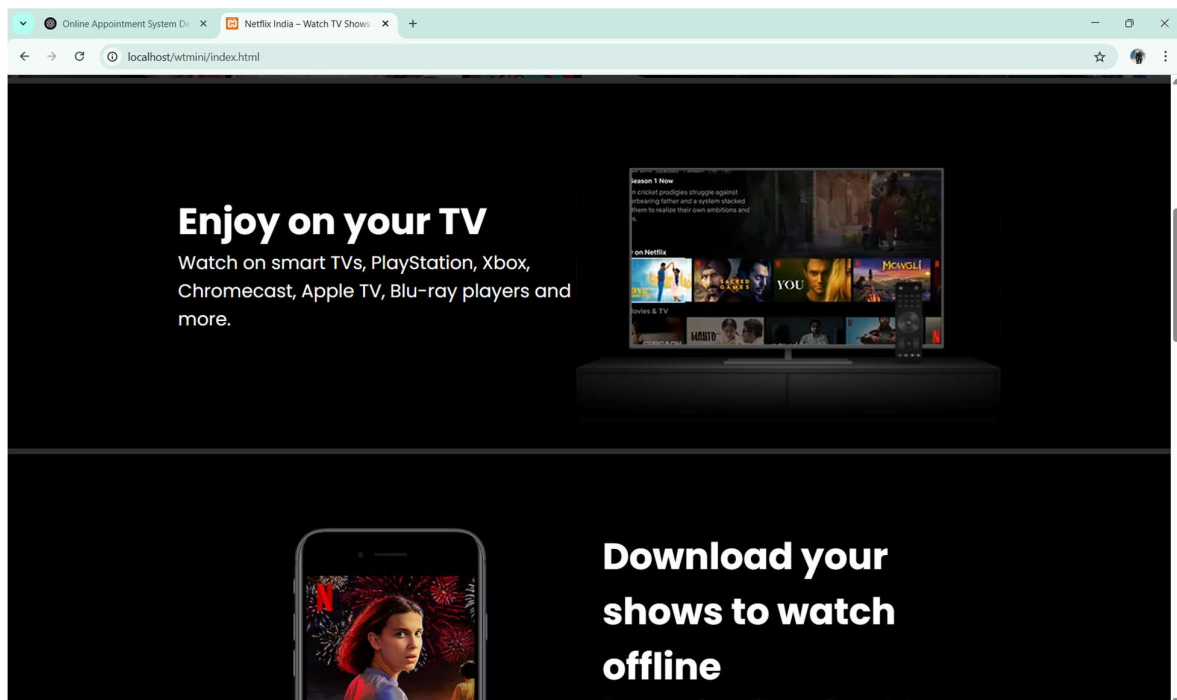 Online Appointment System De
Netflix India – Watch TV Shows
localhost/wtmini/index.html
Enjoy on your TV
Watch on smart TVs, PlayStation, Xbox,
Chromecast, Apple TV, Blu-ray players and
more.
Season 1 Now
n cricket prodigies struggle against
erbearing father and a system stacked
them to realize their own ambitions and
s.
r on Netflix
SACRED
GAMES
YOU
MOWGLI
Movies & TV
MANTO
N
N
Download your
shows to watch
offline